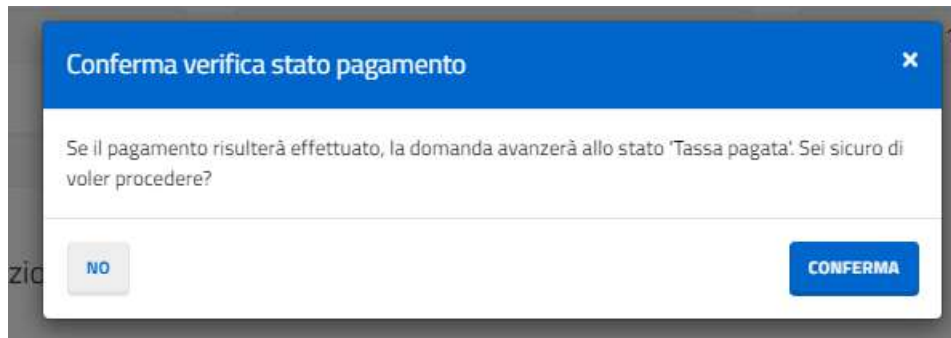 Conferma verifica stato pagamento ×
Se il pagamento risulterà effettuato, la domanda avanzerà allo stato 'Tassa pagata'. Sei sicuro di
voler procedere?
zio
NO
CONFERMA